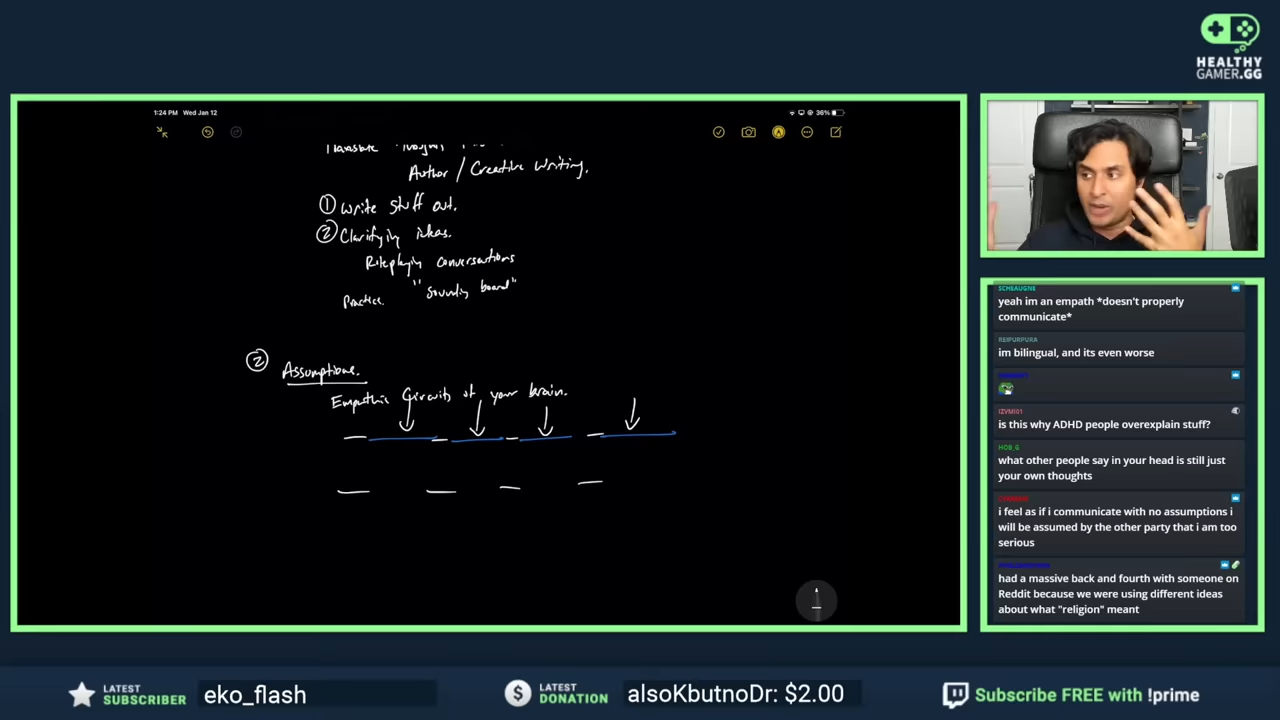 HEALTHY
GAMER.GG
1:24 PM Wed Jan 12
36%
Translate Thoughts
Author / Creative Writing.
① Write stuff out.
② Clarifying ideas.
Roleplaying conversations
Practice. "Sounding board"
② Assumptions.
Empathic Circuits of your brain.
SCHEAUGNE
yeah im an empath *doesn't properly
communicate*
REIPURPURA
im bilingual, and its even worse
IZVMI01
is this why ADHD people overexplain stuff?
HOB_G
what other people say in your head is still just
your own thoughts
i feel as if i communicate with no assumptions i
will be assumed by the other party that i am too
serious
had a massive back and fourth with someone on
Reddit because we were using different ideas
about what "religion" meant
LATEST
SUBSCRIBER
eko_flash
LATEST
DONATION
alsoKbutnoDr: $2.00
Subscribe FREE with !prime